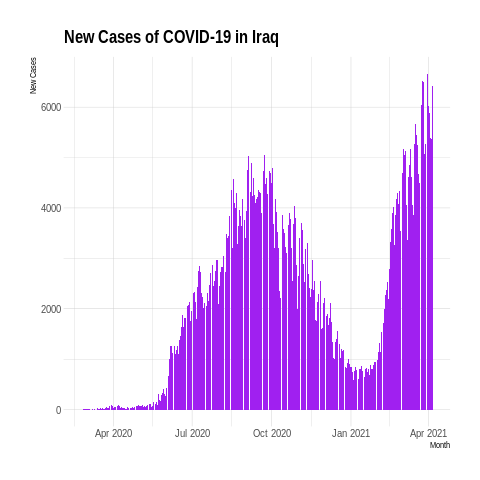 New Cases of COVID-19 in Iraq
New Cases
6000
4000
2000
0
Apr 2020 Jul 2020 Oct 2020 Jan 2021 Apr 2021
Month